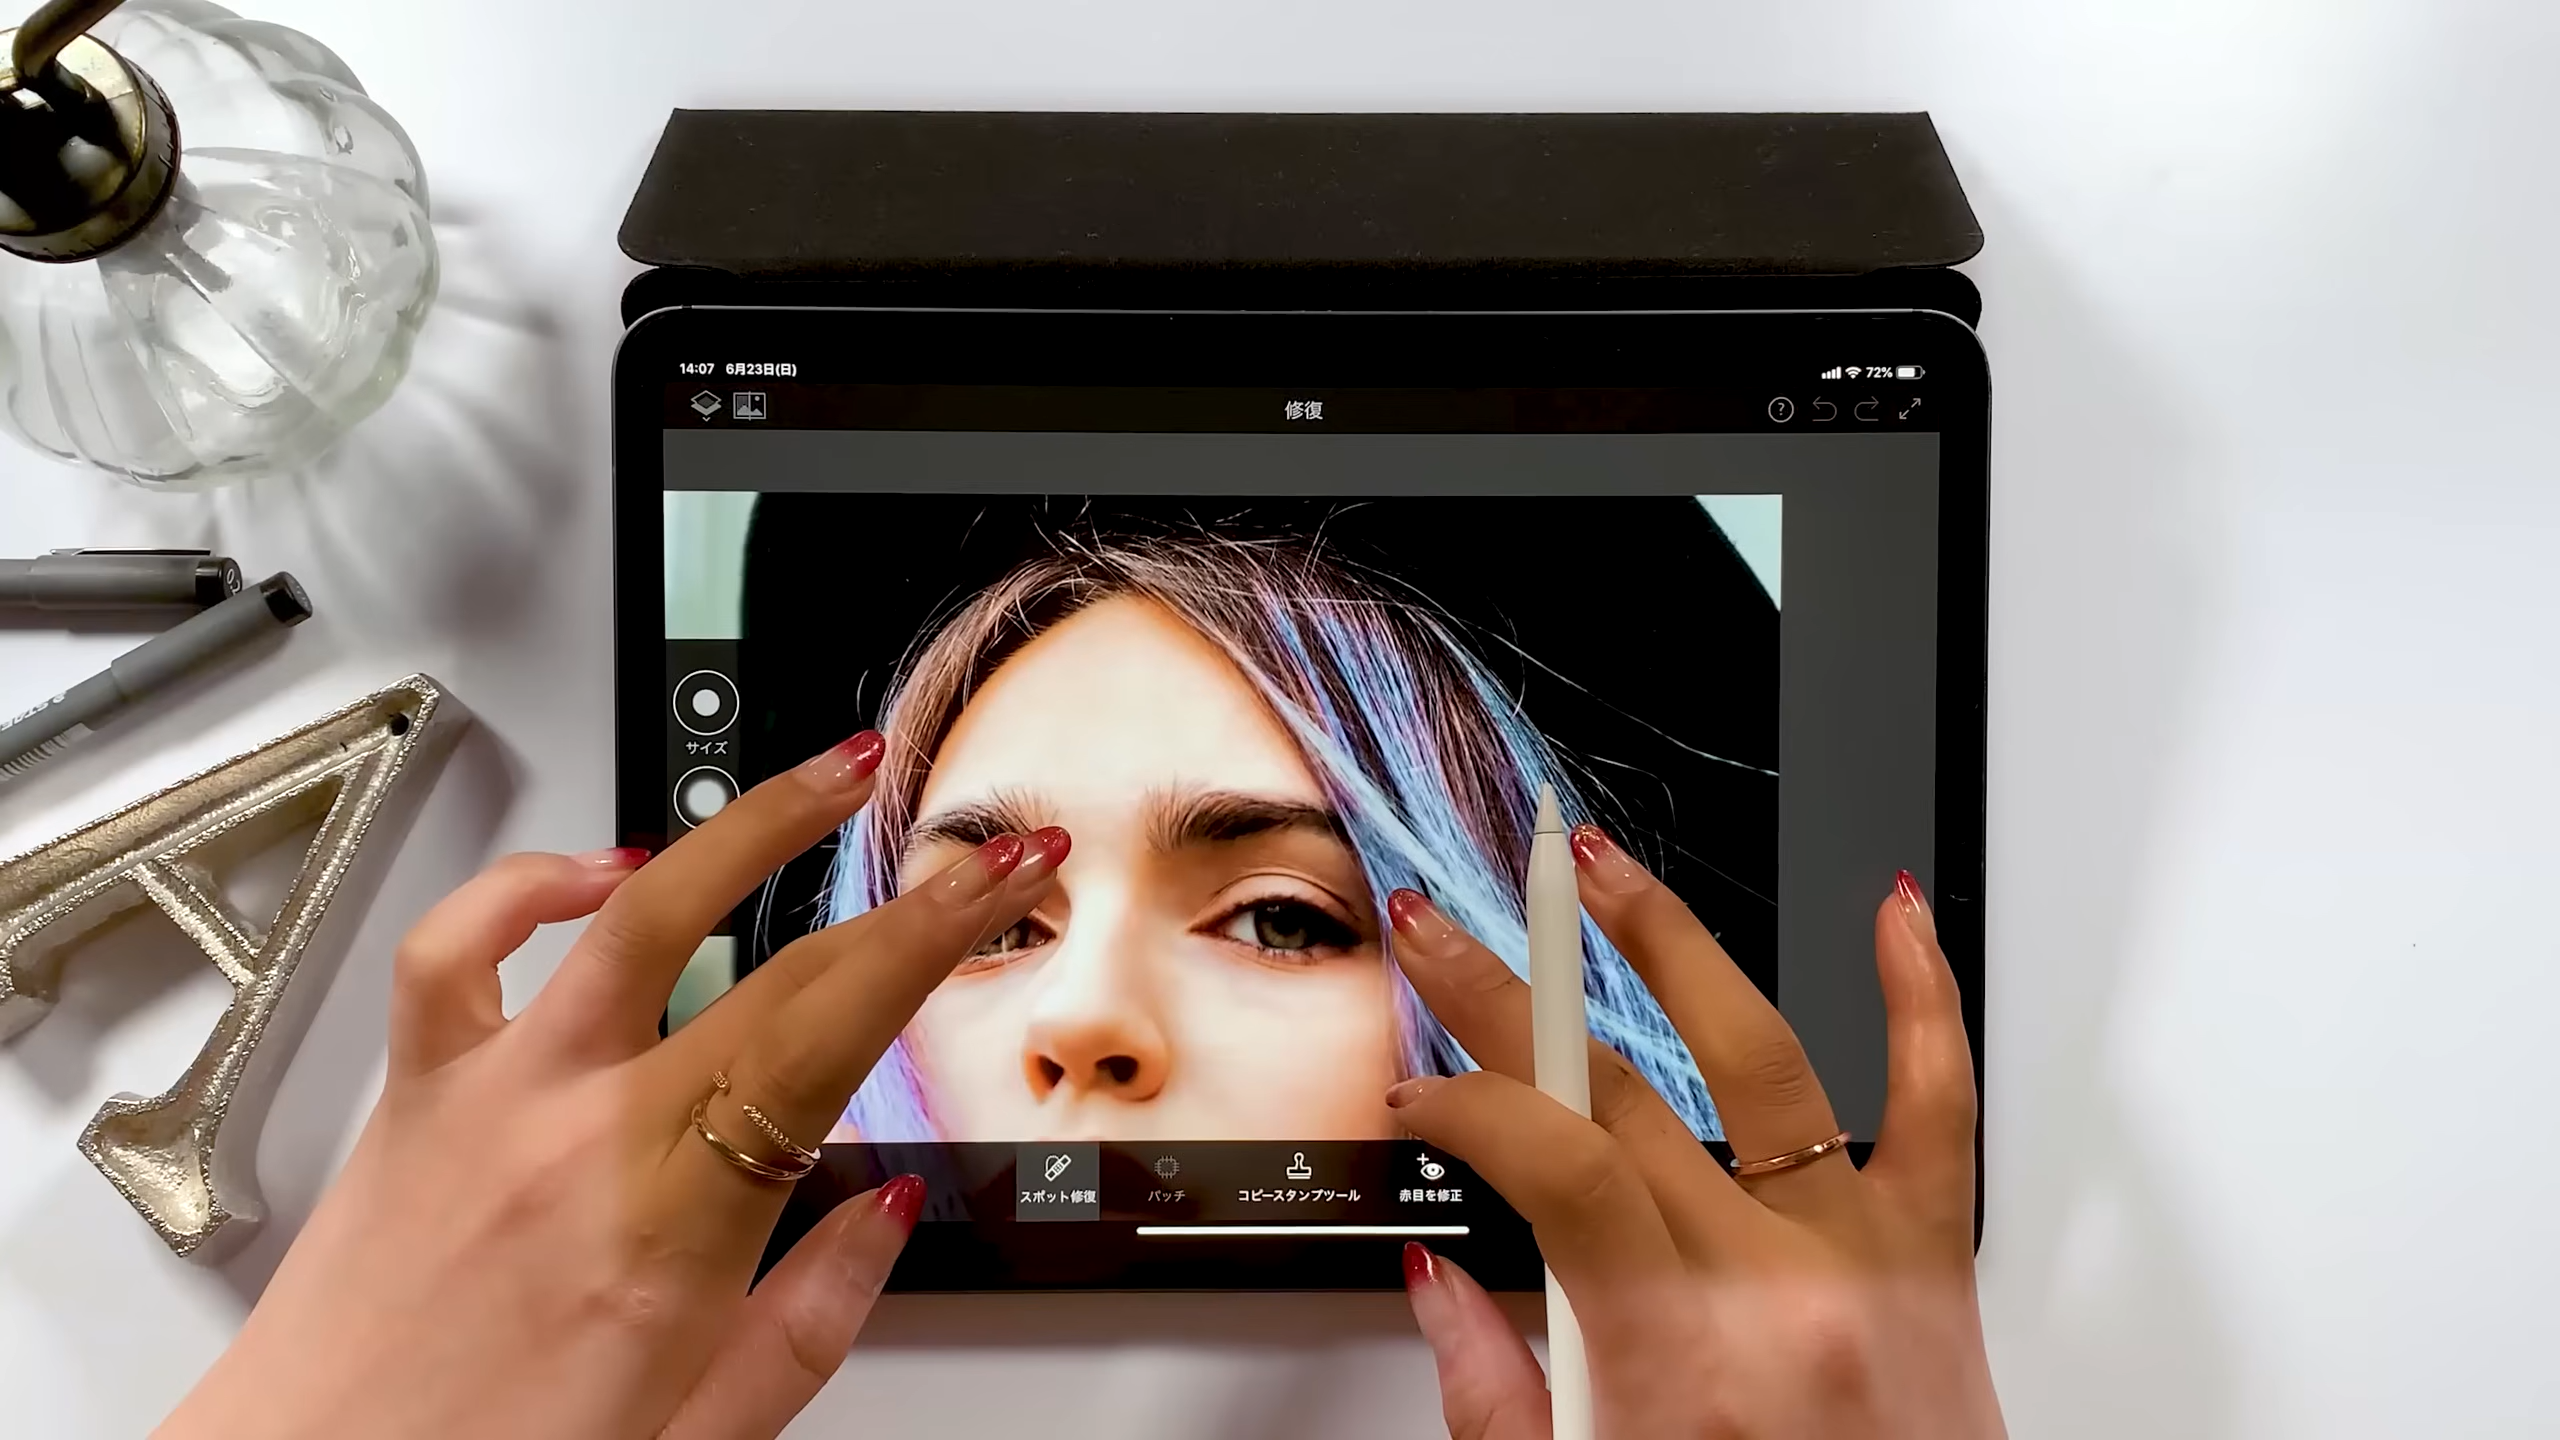 14:07 6月23日(日)
72%
修復
サイズ
スポット修復
パッチ
コピースタンプツール
赤目を修正